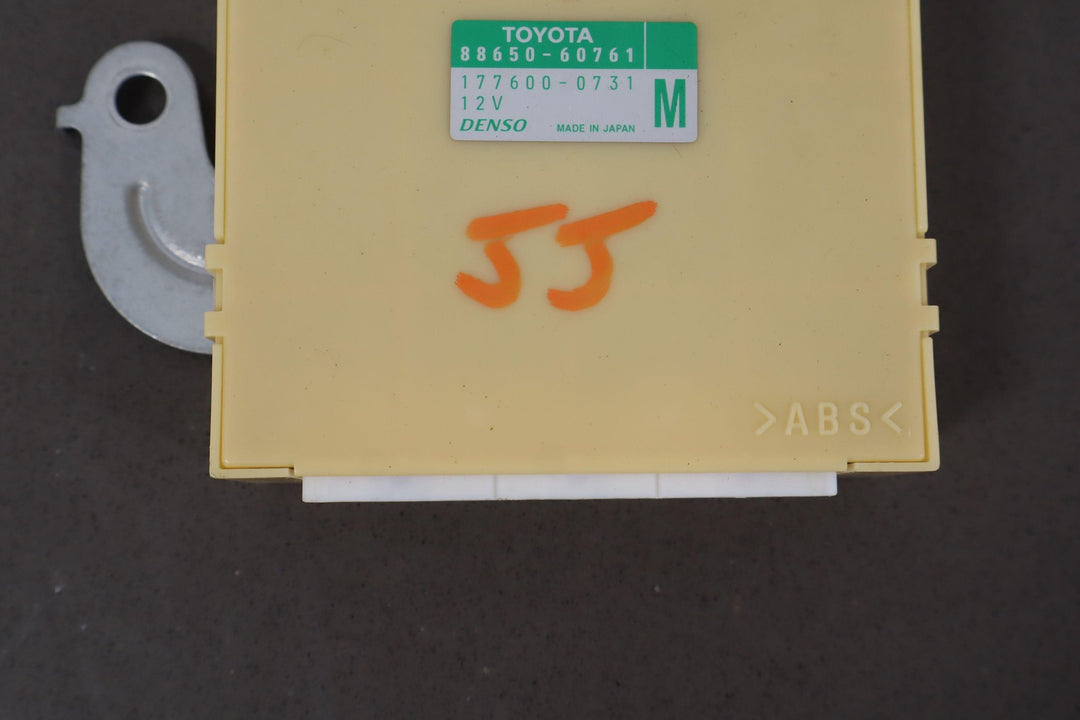 TOYOTA
88650-60761
177600-0731
12V
M
DENSO MADE IN JAPAN
JJ
>ABS<